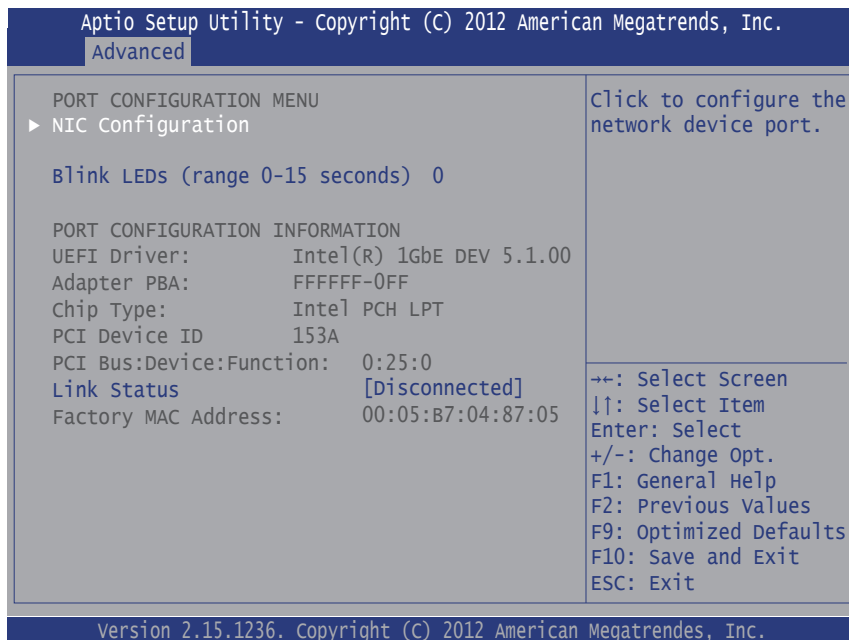 Aptio Setup Utility - Copyright (C) 2012 American Megatrends, Inc.
Advanced
PORT CONFIGURATION MENU
▶ NIC Configuration
Blink LEDs (range 0-15 seconds) 0
PORT CONFIGURATION INFORMATION
UEFI Driver: Intel(R) 1GbE DEV 5.1.00
Adapter PBA: FFFFFF-0FF
Chip Type: Intel PCH LPT
PCI Device ID 153A
PCI Bus:Device:Function: 0:25:0
Link Status [Disconnected]
Factory MAC Address: 00:05:B7:04:87:05
Click to configure the
network device port.
→←: Select Screen
↓↑: Select Item
Enter: Select
+/-: Change Opt.
F1: General Help
F2: Previous Values
F9: Optimized Defaults
F10: Save and Exit
ESC: Exit
Version 2.15.1236. Copyright (C) 2012 American Megatrendes, Inc.